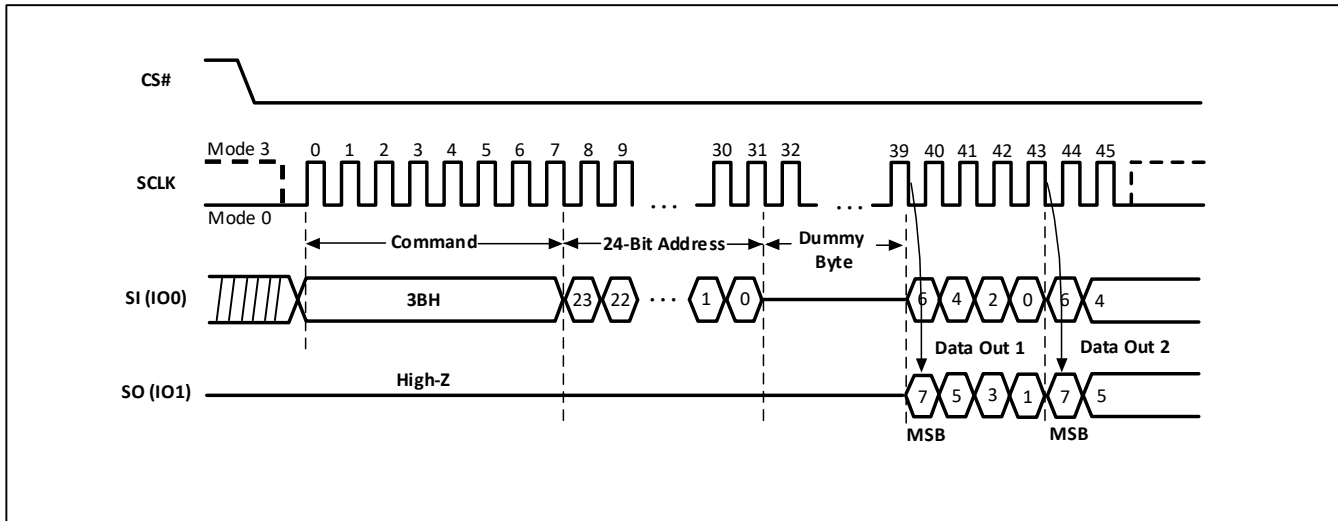 CS#
Mode 3
0 1 2 3 4 5 6 7 8 9 30 31 32 39 40 41 42 43 44 45
SCLK
... ...
Mode 0
Command 24-Bit Address Dummy
Byte
SI (IO0) 3BH 23 22 ... 1 0 6 4 2 0 6 4
Data Out 1 Data Out 2
High-Z
SO (IO1) 7 5 3 1 7 5
MSB MSB